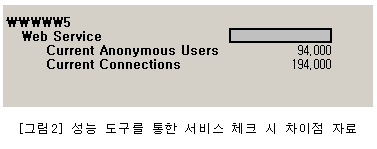 ₩₩₩₩₩5
Web Service
Current Anonymous Users 94,000
Current Connections 194,000
[그림2] 성능 도구를 통한 서비스 체크 시 차이점 자료